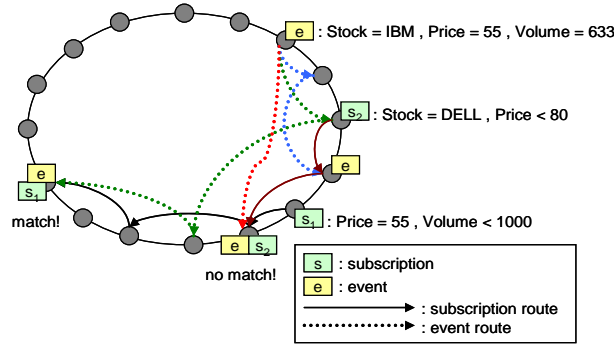 e : Stock = IBM , Price = 55 , Volume = 633
s2 : Stock = DELL , Price < 80
e
e
s1
match!
s1 : Price = 55 , Volume < 1000
e s2
no match!
s : subscription
e : event
: subscription route
: event route